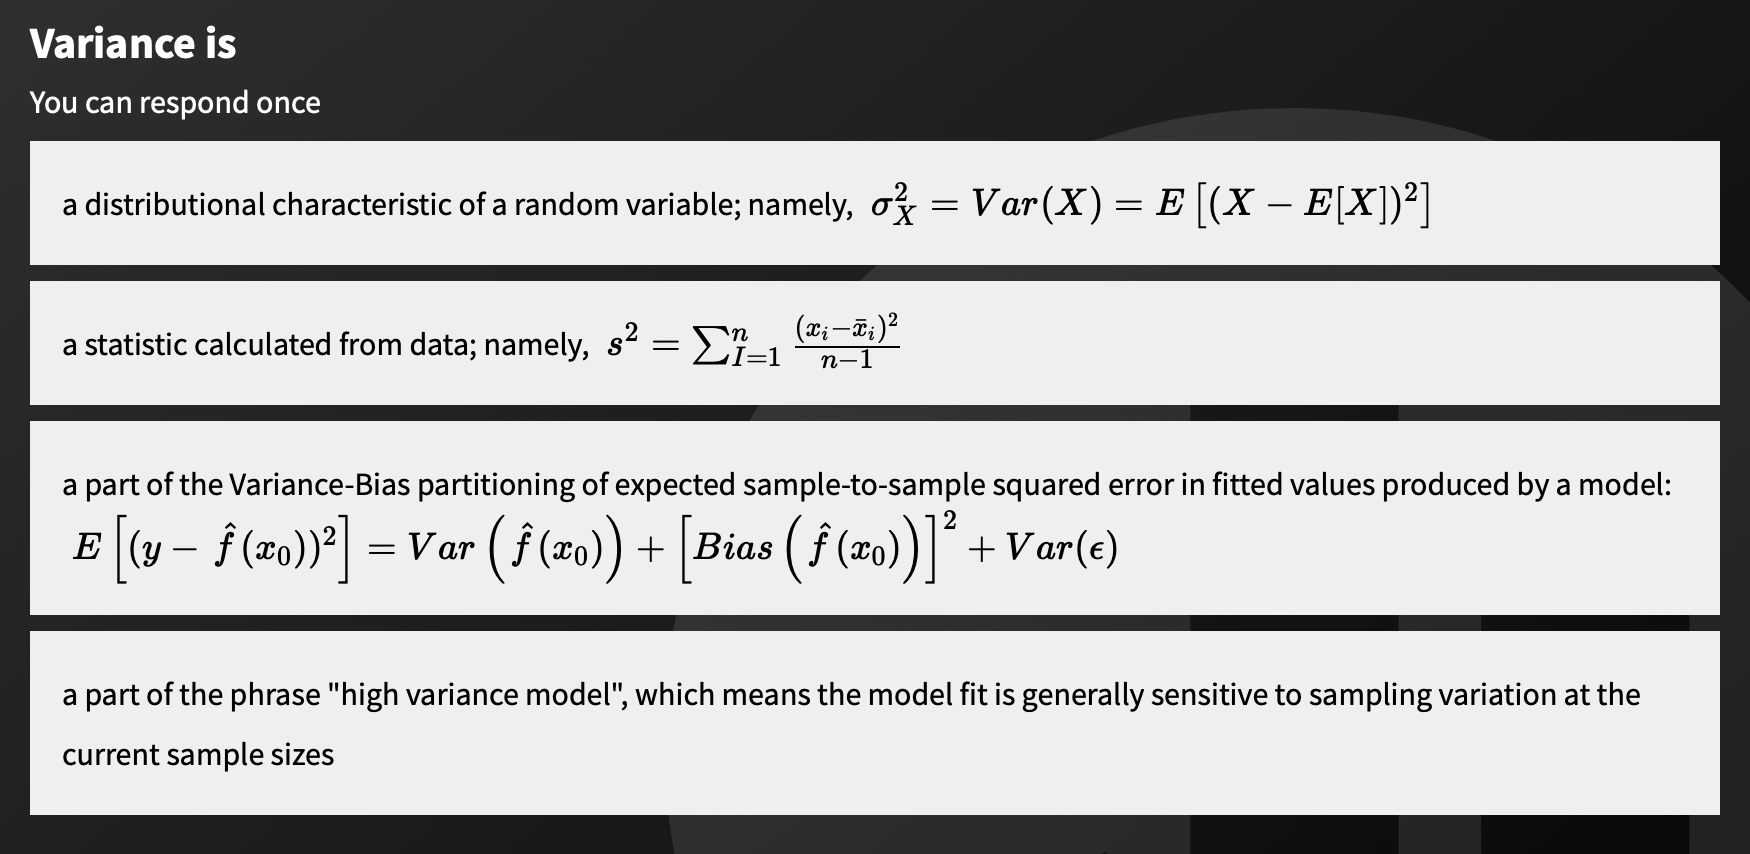 Variance is
You can respond once
a distributional characteristic of a random variable; namely, $\sigma_X^2 = Var(X) = E\left[(X - E[X])^2\right]$
a statistic calculated from data; namely, $s^2 = \sum_{I=1}^{n} \frac{(x_i - \bar{x}_i)^2}{n-1}$
a part of the Variance-Bias partitioning of expected sample-to-sample squared error in fitted values produced by a model:
$E\left[(y - \hat{f}(x_0))^2\right] = Var\left(\hat{f}(x_0)\right) + \left[Bias\left(\hat{f}(x_0)\right)\right]^2 + Var(\epsilon)$
a part of the phrase "high variance model", which means the model fit is generally sensitive to sampling variation at the
current sample sizes